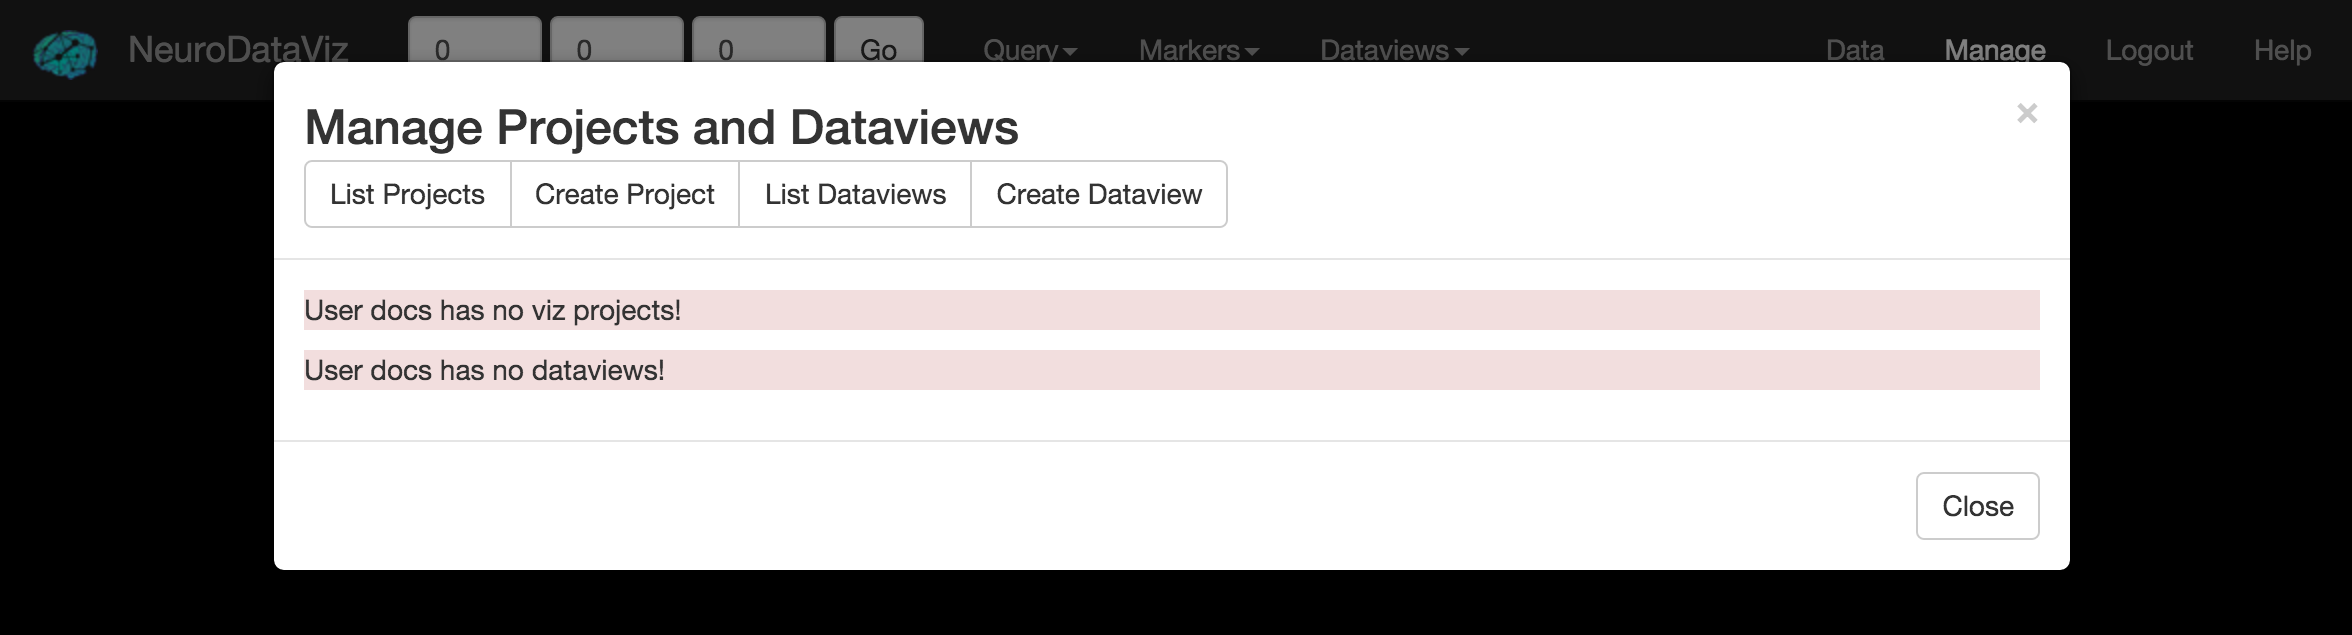 NeuroDataViz 0 0 0 Go Query Markers Dataviews Data Manage Logout Help
Manage Projects and Dataviews ×
List Projects Create Project List Dataviews Create Dataview
User docs has no viz projects!
User docs has no dataviews!
Close